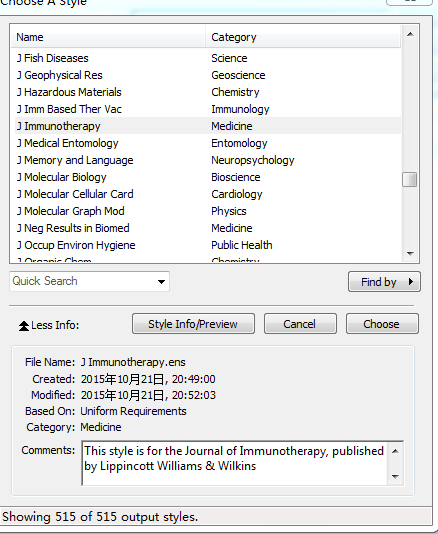 Choose A Style
Name Category
J Fish Diseases Science
J Geophysical Res Geoscience
J Hazardous Materials Chemistry
J Imm Based Ther Vac Immunology
J Immunotherapy Medicine
J Medical Entomology Entomology
J Memory and Language Neuropsychology
J Molecular Biology Bioscience
J Molecular Cellular Card Cardiology
J Molecular Graph Mod Physics
J Neg Results in Biomed Medicine
J Occup Environ Hygiene Public Health
J Organic Chem Chemistry
Quick Search Find by
Less Info: Style Info/Preview Cancel Choose
File Name: J Immunotherapy.ens
Created: 2015年10月21日, 20:49:00
Modified: 2015年10月21日, 20:52:03
Based On: Uniform Requirements
Category: Medicine
Comments: This style is for the Journal of Immunotherapy, published
by Lippincott Williams & Wilkins
Showing 515 of 515 output styles.